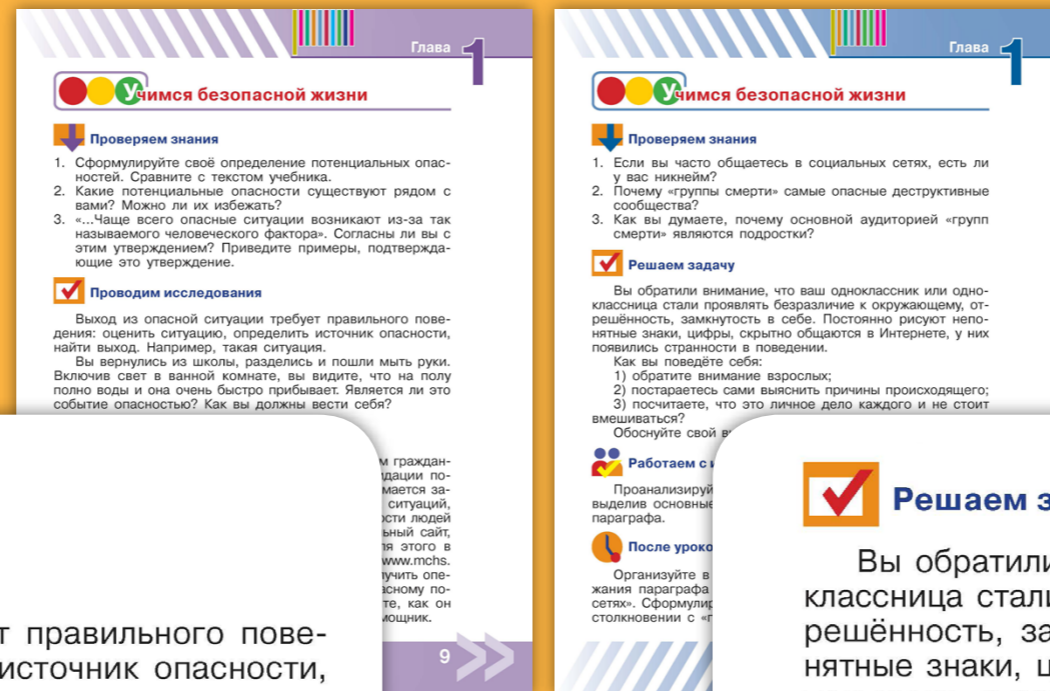 Глава 1
Учимся безопасной жизни
Проверяем знания
1. Сформулируйте своё определение потенциальных опас-
ностей. Сравните с текстом учебника.
2. Какие потенциальные опасности существуют рядом с
вами? Можно ли их избежать?
3. «...Чаще всего опасные ситуации возникают из-за так
называемого человеческого фактора». Согласны ли вы с
этим утверждением? Приведите примеры, подтвержда-
ющие это утверждение.
Проводим исследования
Выход из опасной ситуации требует правильного пове-
дения: оценить ситуацию, определить источник опасности,
найти выход. Например, такая ситуация.
Вы вернулись из школы, разделись и пошли мыть руки.
Включив свет в ванной комнате, вы видите, что на полу
полно воды и она очень быстро прибывает. Является ли это
событие опасностью? Как вы должны вести себя?
м граждан-
идации по-
мается за-
ситуаций,
ости людей
ьный сайт,
ля этого в
www.mchs.
лучить опе-
асному по-
те, как он
мощник.
9
т правильного пове-
источник опасности,
Глава 1
Учимся безопасной жизни
Проверяем знания
1. Если вы часто общаетесь в социальных сетях, есть ли
у вас никнейм?
2. Почему «группы смерти» самые опасные деструктивные
сообщества?
3. Как вы думаете, почему основной аудиторией «групп
смерти» являются подростки?
Решаем задачу
Вы обратили внимание, что ваш одноклассник или одно-
классница стали проявлять безразличие к окружающему, от-
решённость, замкнутость в себе. Постоянно рисуют непо-
нятные знаки, цифры, скрытно общаются в Интернете, у них
появились странности в поведении.
Как вы поведёте себя:
1) обратите внимание взрослых;
2) постараетесь сами выяснить причины происходящего;
3) посчитаете, что это личное дело каждого и не стоит
вмешиваться?
Обоснуйте свой в
Работаем с и
Проанализируй
выделив основные
параграфа.
После уроко
Организуйте в
жания параграфа
сетях». Сформулир
столкновении с «г
Решаем з
Вы обратили
классница стали
решённость, за
нятные знаки, ц